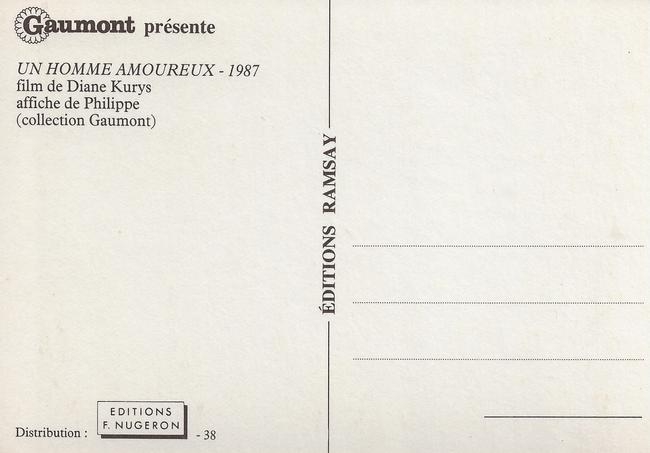 Gaumont présente
UN HOMME AMOUREUX - 1987
film de Diane Kurys
affiche de Philippe
(collection Gaumont)
ÉDITIONS RAMSAY
Distribution :
EDITIONS
F. NUGERON
- 38